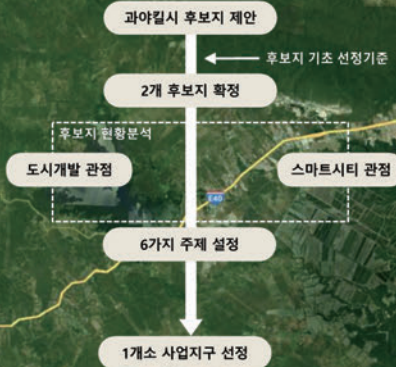 과야킬시 후보지 제안
후보지 기초 선정기준
2개 후보지 확정
후보지 현황분석
도시개발 관점
스마트시티 관점
E40
6가지 주제 설정
1개소 사업지구 선정